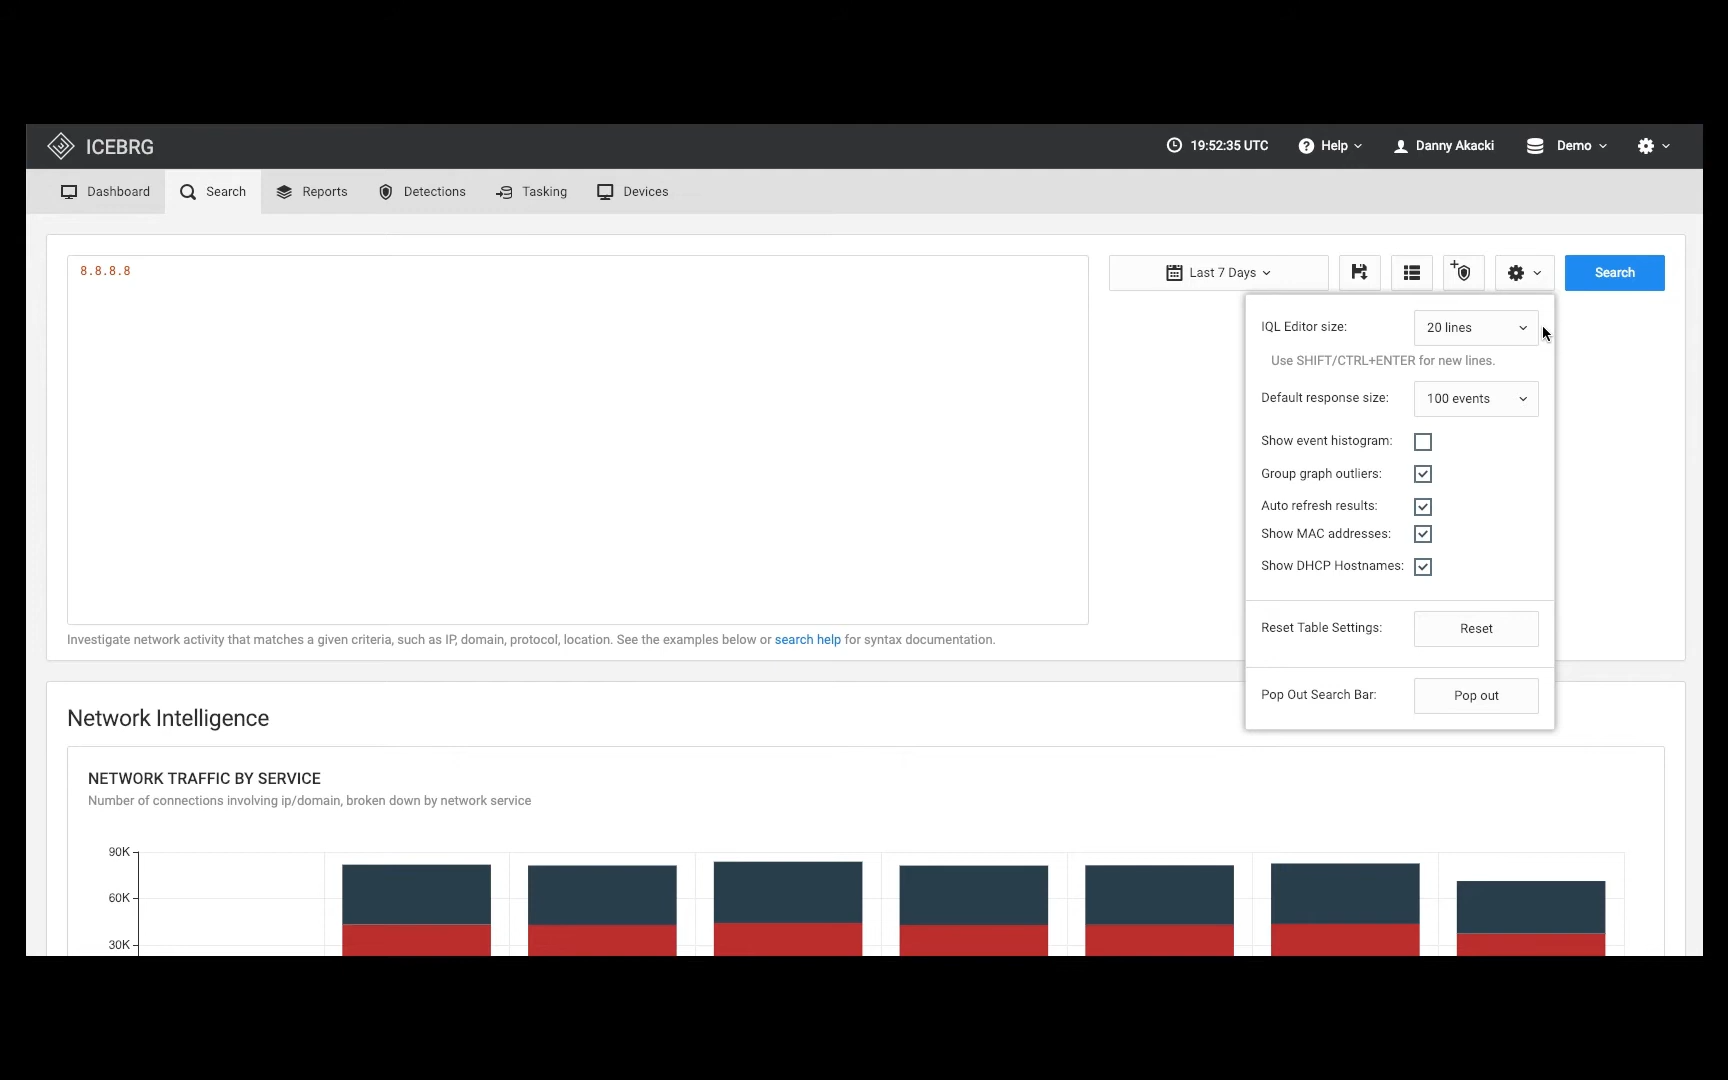 ICEBRG
19:52:35 UTC
Help
Danny Akacki
Demo
Dashboard
Search
Reports
Detections
Tasking
Devices
8.8.8.8
Last 7 Days
Search
IQL Editor size:
20 lines
Use SHIFT/CTRL+ENTER for new lines.
Default response size:
100 events
Show event histogram:
Group graph outliers:
Auto refresh results:
Show MAC addresses:
Show DHCP Hostnames:
Reset Table Settings:
Reset
Pop Out Search Bar:
Pop out
Investigate network activity that matches a given criteria, such as IP, domain, protocol, location. See the examples below or search help for syntax documentation.
Network Intelligence
NETWORK TRAFFIC BY SERVICE
Number of connections involving ip/domain, broken down by network service
90K
60K
30K